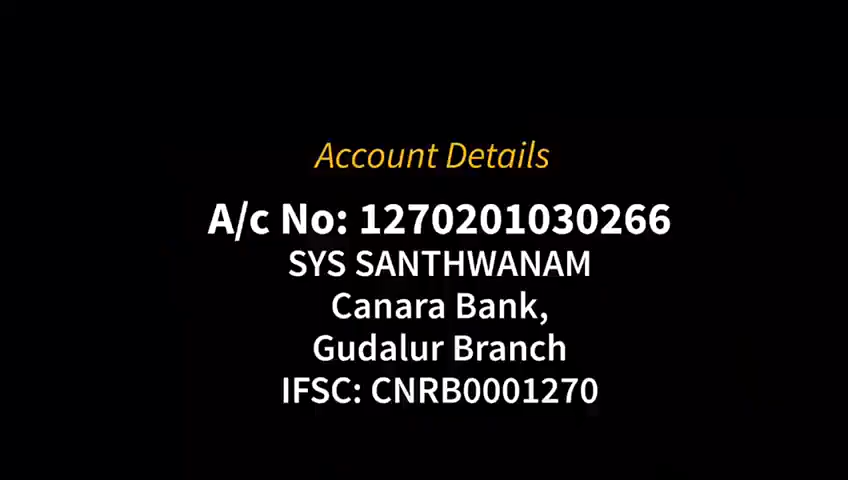 Account Details
A/c No: 1270201030266
SYS SANTHWANAM
Canara Bank,
Gudalur Branch
IFSC: CNRB0001270